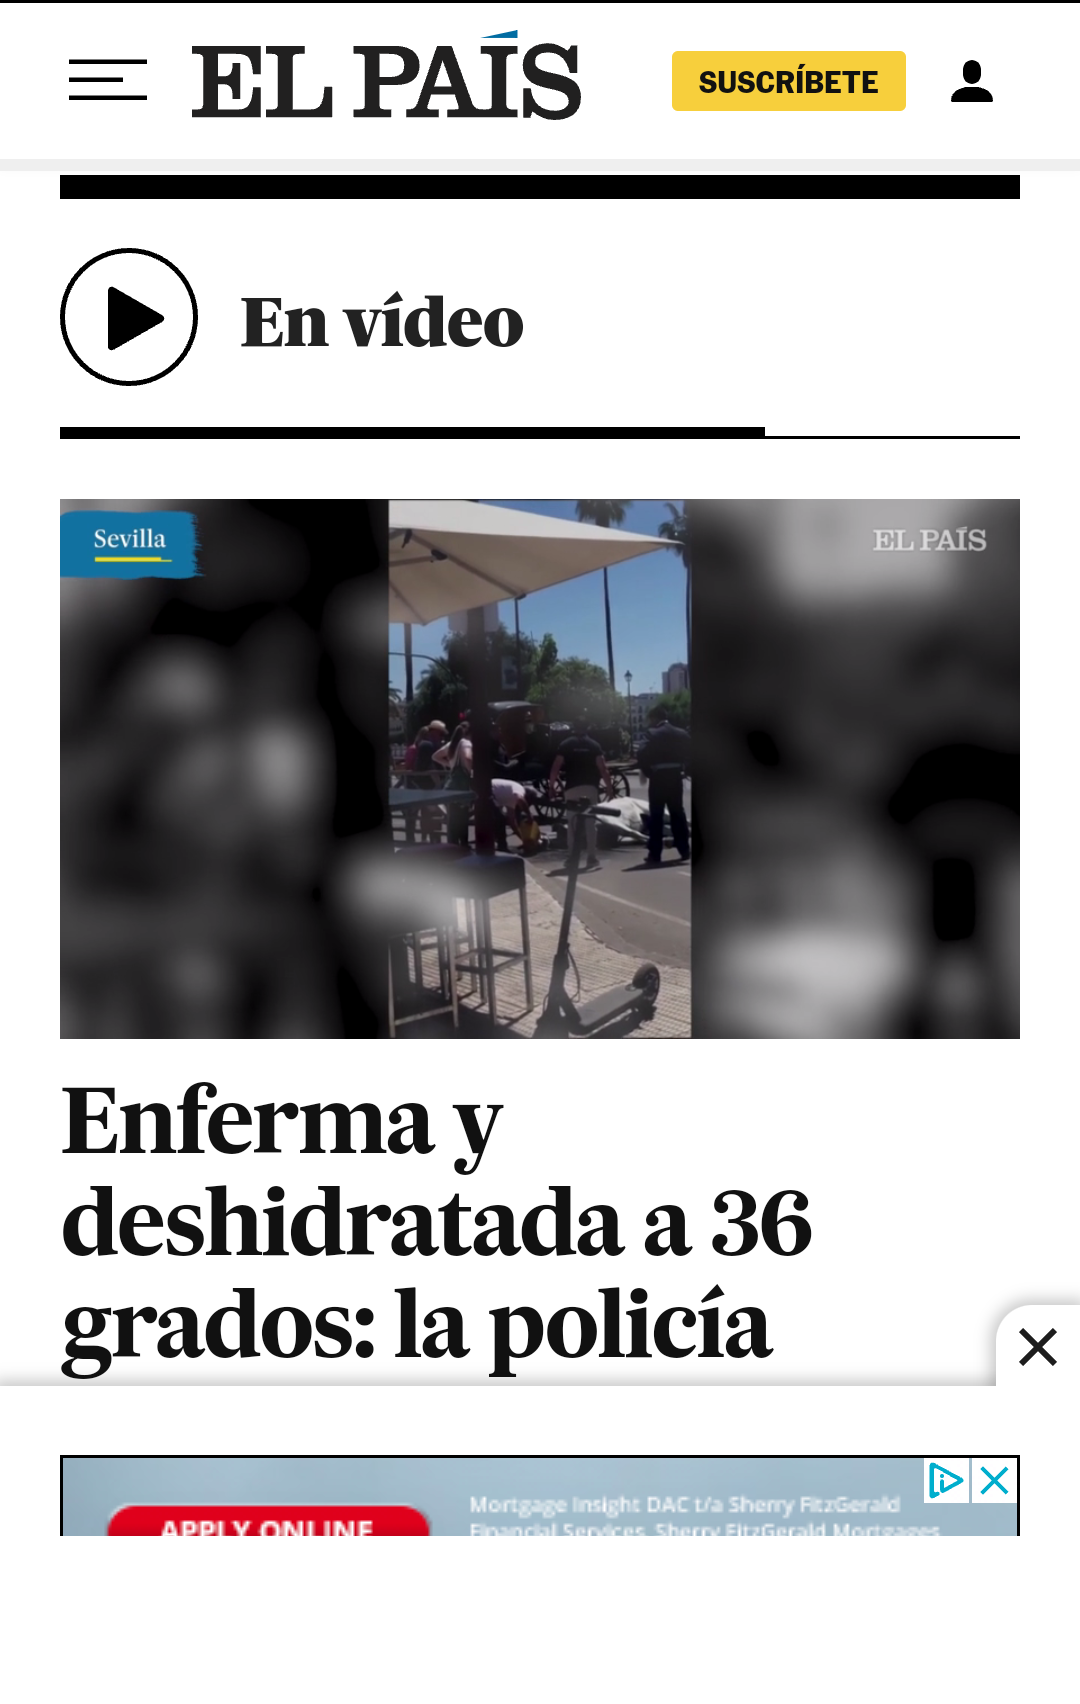 EL PAÍS
SUSCRÍBETE
En vídeo
Sevilla
EL PAÍS
Enferma y
deshidratada a 36
grados: la policía
APPLY ONLINE
Mortgage Insight DAC t/a Sherry FitzGerald
Financial Services, Sherry FitzGerald Mortgages